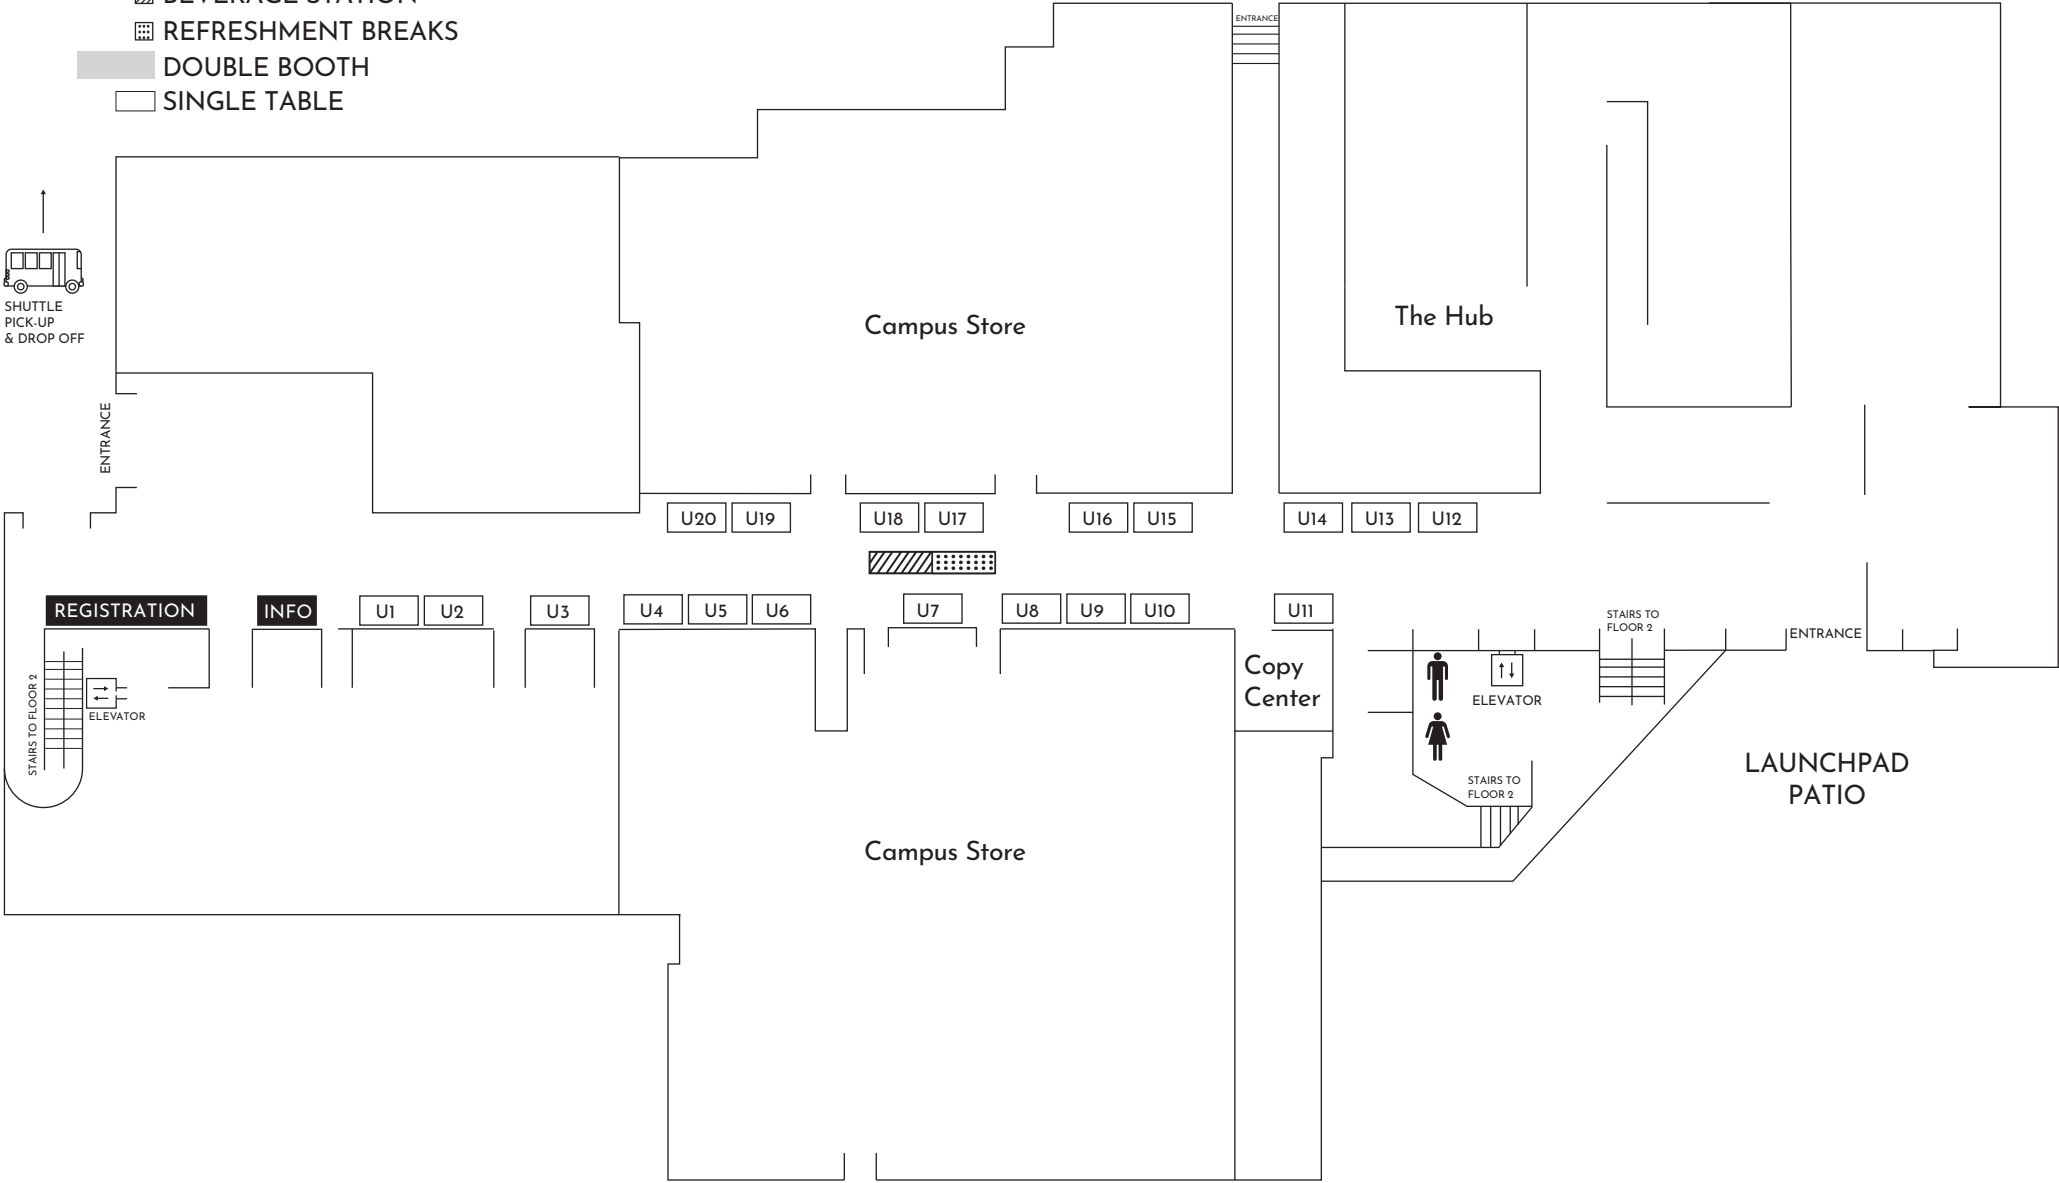 BEVERAGE STATION
REFRESHMENT BREAKS
DOUBLE BOOTH
SINGLE TABLE
ENTRANCE
SHUTTLE
PICK-UP
& DROP OFF
Campus Store
The Hub
ENTRANCE
U20 U19 U18 U17 U16 U15 U14 U13 U12
REGISTRATION INFO U1 U2 U3 U4 U5 U6 U7 U8 U9 U10 U11
STAIRS TO
FLOOR 2
ENTRANCE
Copy
Center
STAIRS TO FLOOR 2
ELEVATOR
ELEVATOR
STAIRS TO
FLOOR 2
LAUNCHPAD
PATIO
Campus Store